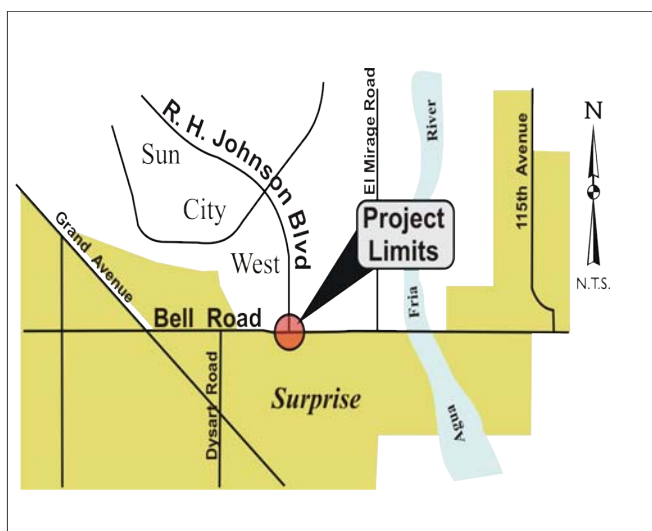 R. H. Johnson Blvd
Sun
City
West
El Mirage Road
River
Fria
Agua
115th Avenue
N
N.T.S.
Project
Limits
Grand Avenue
Bell Road
Dysart Road
Surprise